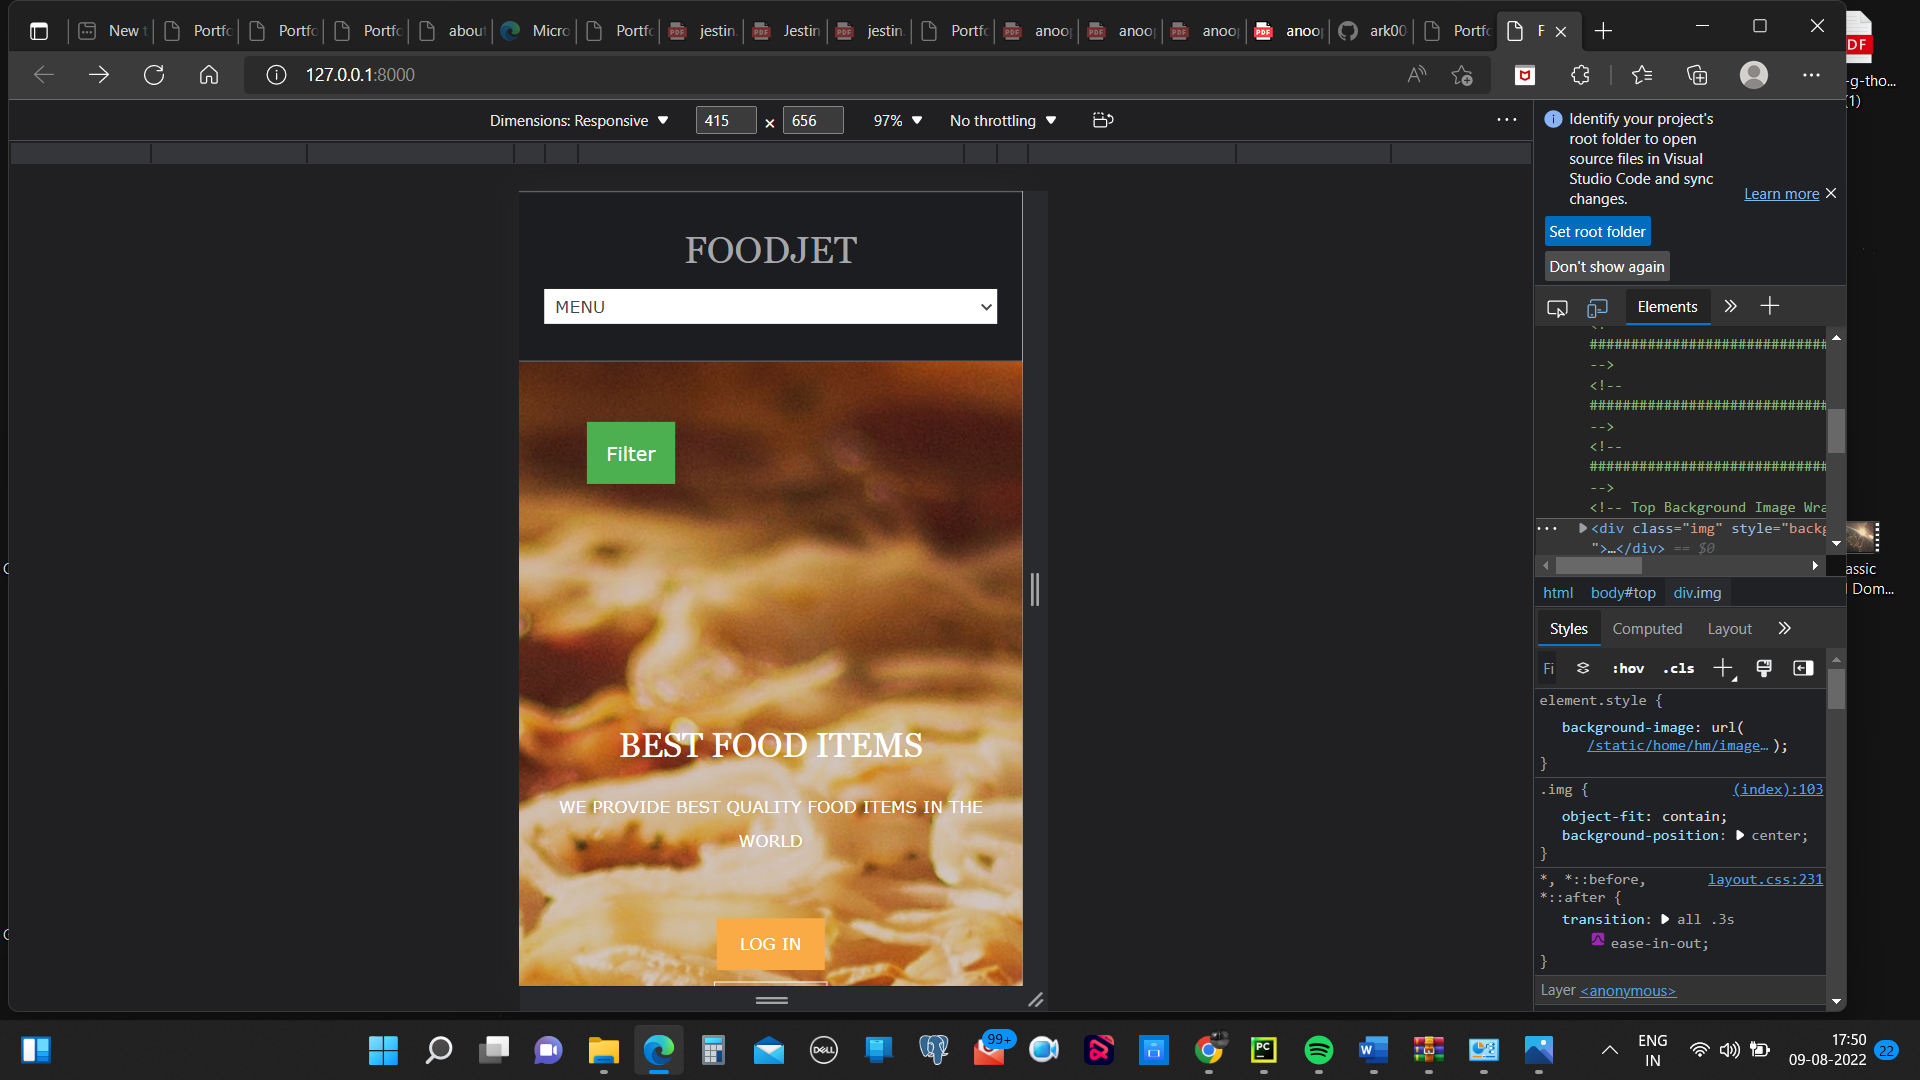 New t
Portfo
Portfo
Portfo
about
Micro
Portfo
jestin.
Jestin
jestin.
Portfo
anoop
anoop
anoop
anoop
ark00
Portfo
F
127.0.0.1:8000
DF
-g-tho...
(1)
Dimensions: Responsive
415
×
656
97%
No throttling
Identify your project's
root folder to open
source files in Visual
Studio Code and sync
changes.
Learn more
Set root folder
Don't show again
FOODJET
MENU
Filter
BEST FOOD ITEMS
WE PROVIDE BEST QUALITY FOOD ITEMS IN THE
WORLD
LOG IN
Elements
#############################
-->
<!--
#############################
-->
<!--
#############################
-->
<!-- Top Background Image Wra
<div class="img" style="backg
">…</div> == $0
html body#top div.img
assic
Dom...
Styles Computed Layout
Fi :hov .cls
element.style {
background-image: url(
/static/home/hm/image… );
}
.img { (index):103
object-fit: contain;
background-position: center;
}
*, *::before, layout.css:231
*::after {
transition: all .3s
ease-in-out;
}
Layer <anonymous>
DELL
99+
PC
W
ENG
IN
17:50
09-08-2022
22